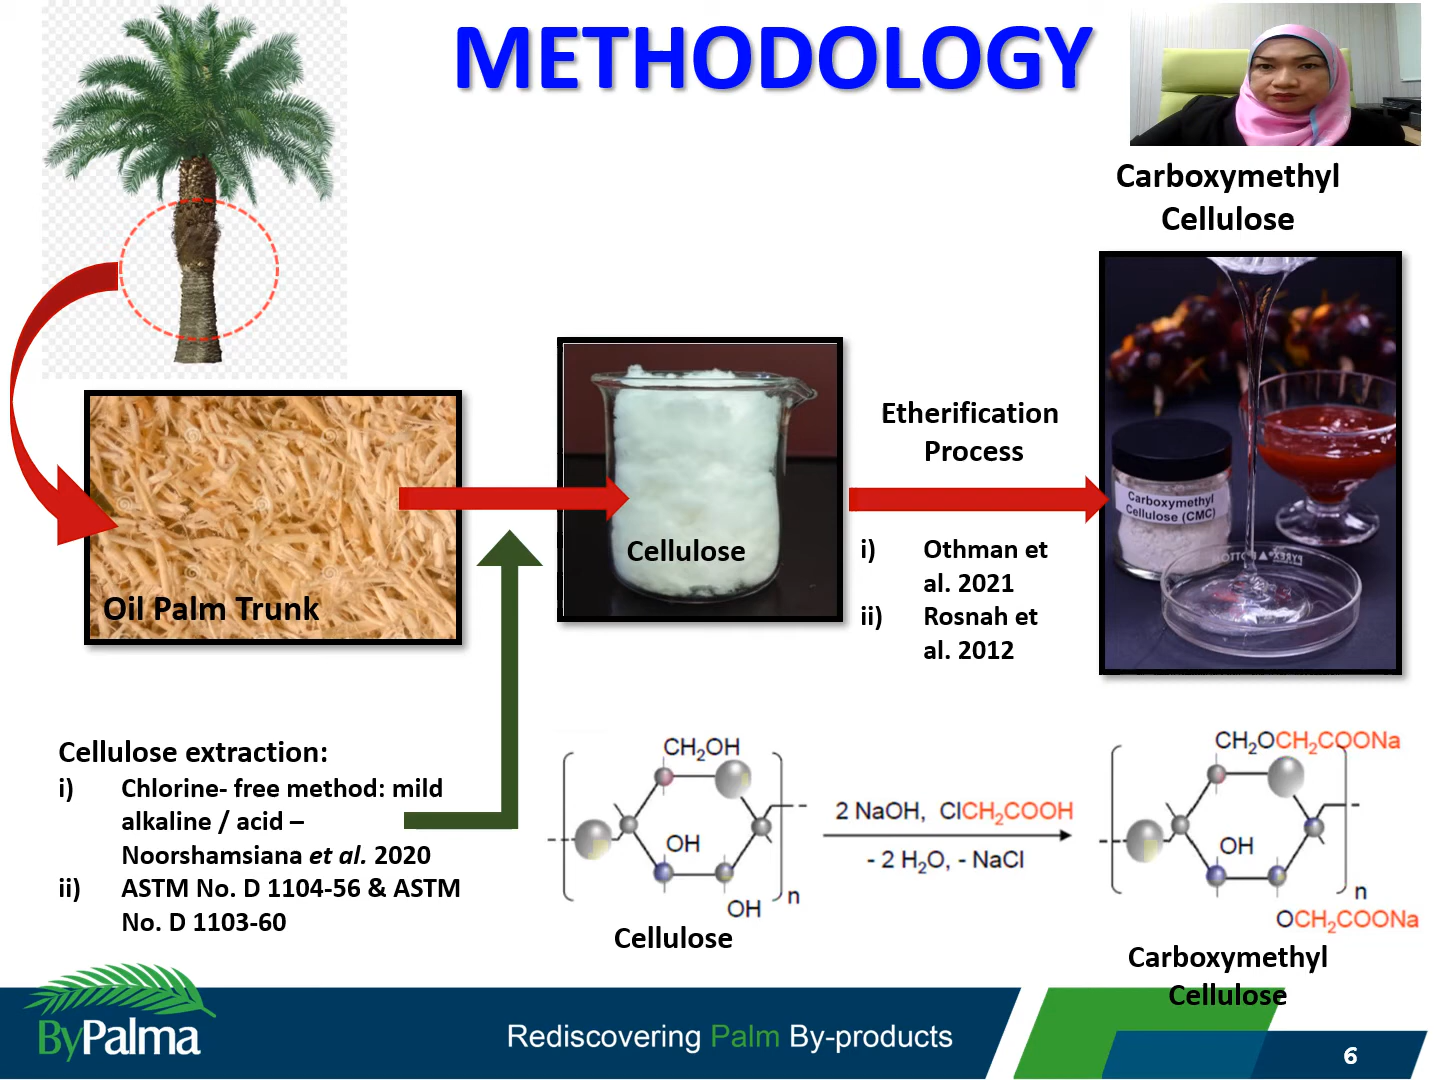 METHODOLOGY
Carboxymethyl
Cellulose
Etherification
Process
Carboxymethyl
Cellulose (CMC)
PYREX
Oil Palm Trunk
Cellulose
i) Othman et
al. 2021
ii) Rosnah et
al. 2012
Cellulose extraction:
i) Chlorine- free method: mild
alkaline / acid –
Noorshamsiana et al. 2020
ii) ASTM No. D 1104-56 & ASTM
No. D 1103-60
CH₂OH
OH
OH
n
Cellulose
2 NaOH, ClCH₂COOH
- 2 H₂O, - NaCl
CH₂OCH₂COONa
OH
n
OCH₂COONa
Carboxymethyl
Cellulose
ByPalma
Rediscovering Palm By-products
6